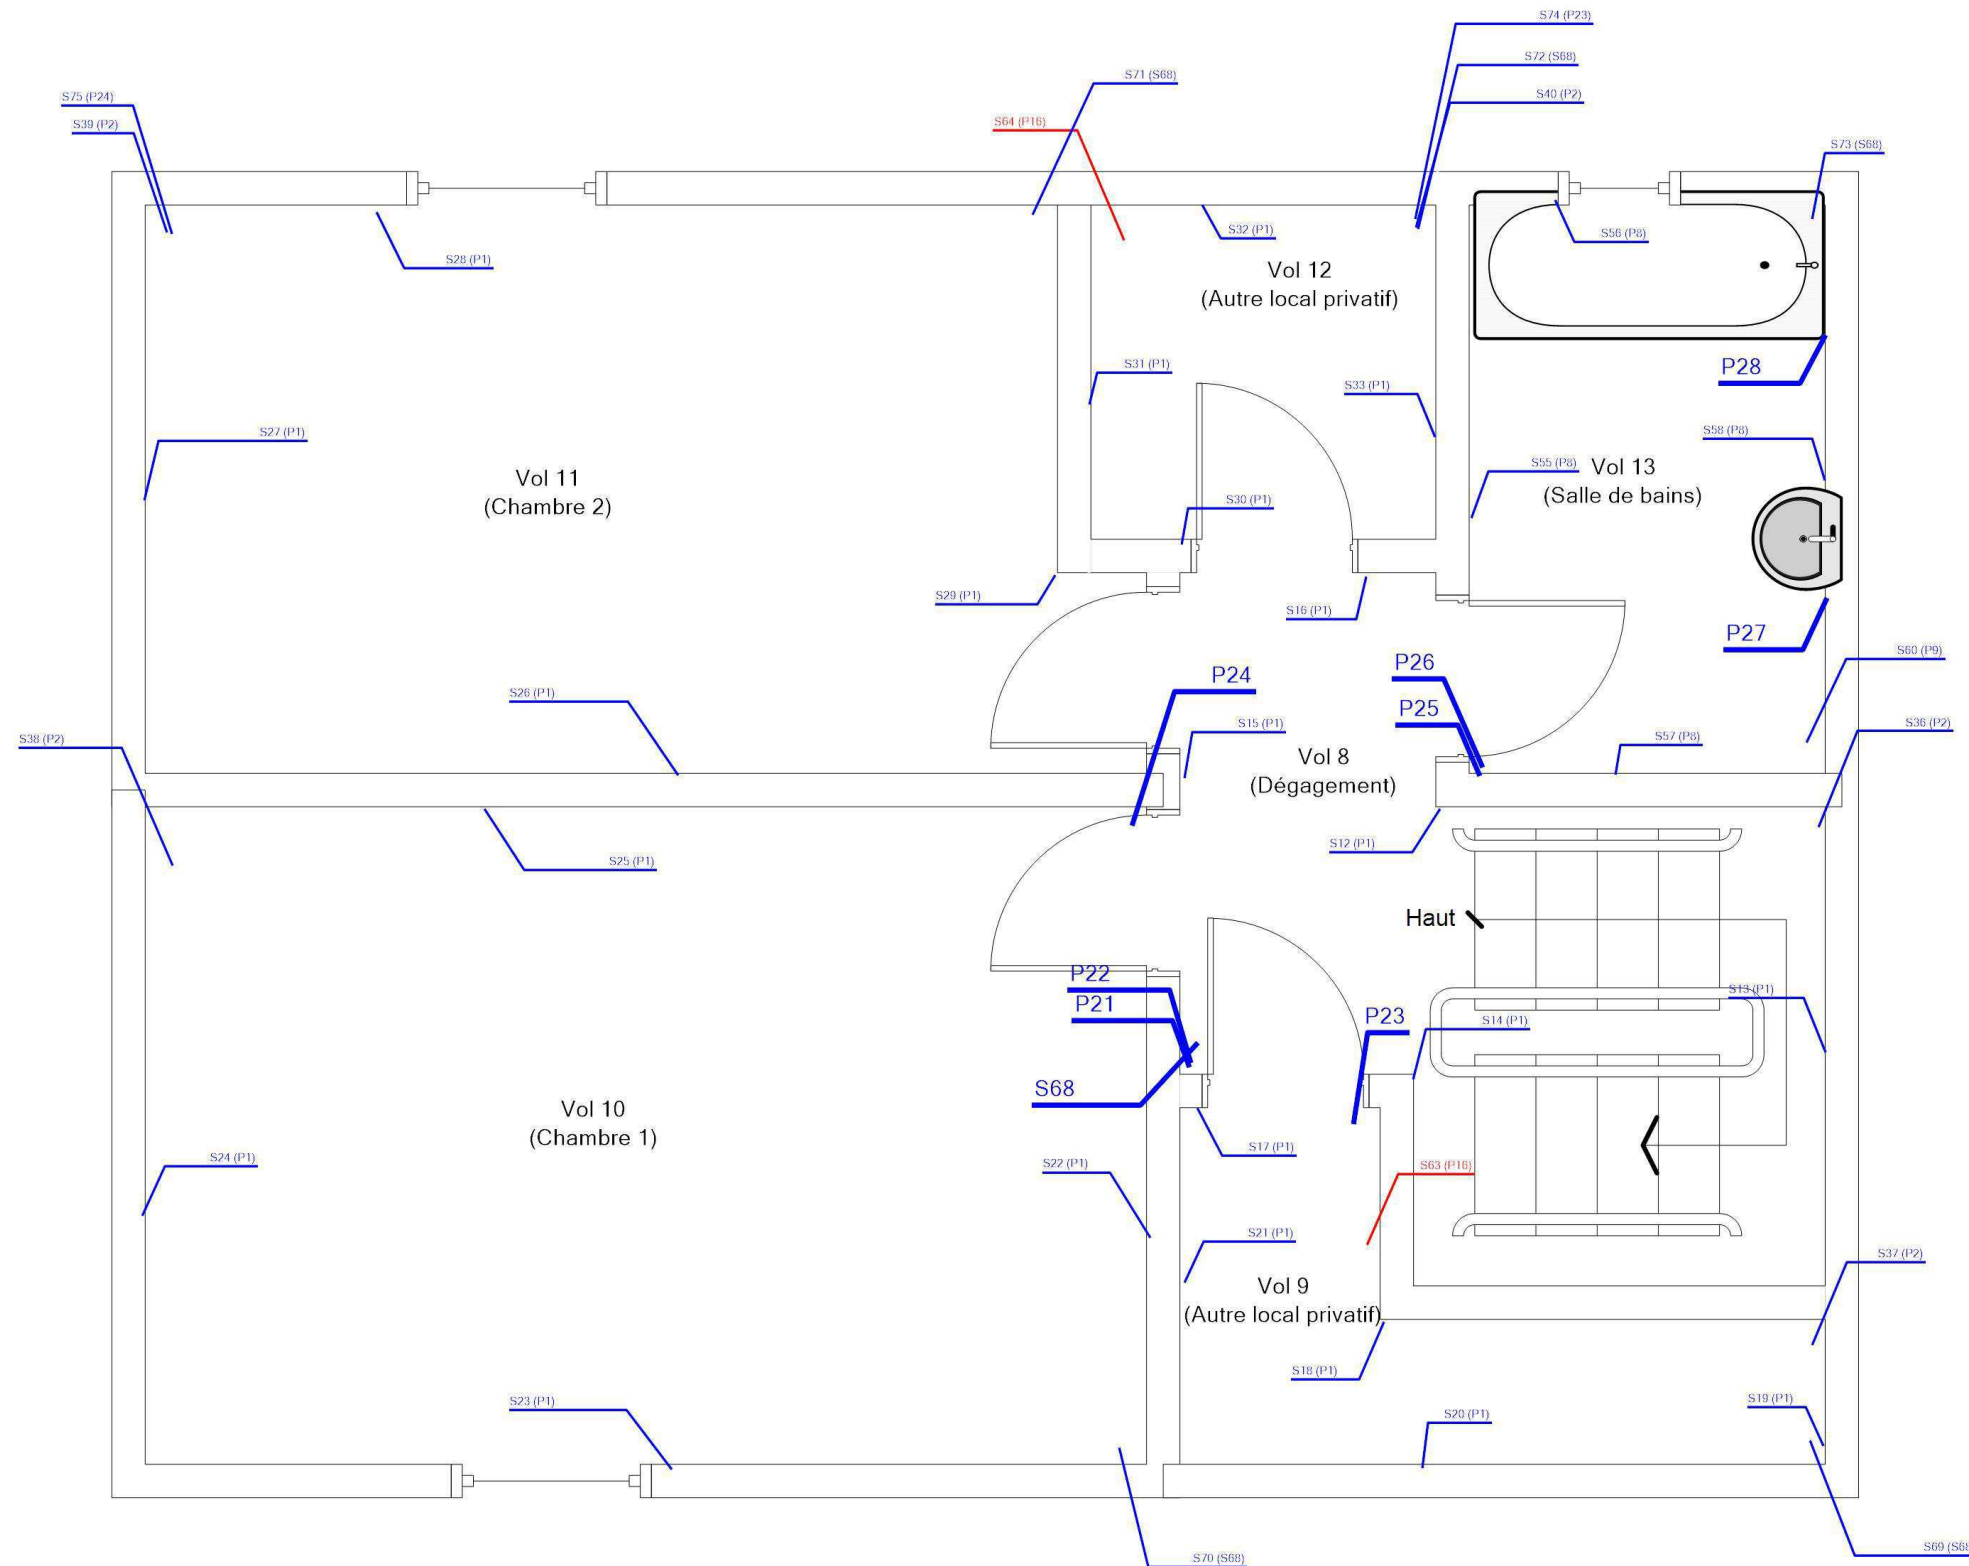 S74 (P23)
S72 (S68)
S71 (S68)
S40 (P2)
S75 (P24)
S39 (P2)
S64 (P16)
S73 (S68)
S32 (P1)
S56 (P8)
S28 (P1)
Vol 12
(Autre local privatif)
S31 (P1)
P28
S33 (P1)
S27 (P1)
S58 (P8)
Vol 11
(Chambre 2)
S55 (P8)
Vol 13
(Salle de bains)
S30 (P1)
S29 (P1)
S16 (P1)
P27
S60 (P9)
P26
P24
S26 (P1)
P25
S15 (P1)
S36 (P2)
S38 (P2)
S57 (P8)
Vol 8
(Dégagement)
S12 (P1)
S25 (P1)
Haut
P22
S13 (P1)
P21
P23
S14 (P1)
S68
Vol 10
(Chambre 1)
S17 (P1)
S24 (P1)
S22 (P1)
S63 (P16)
S21 (P1)
S37 (P2)
Vol 9
(Autre local privatif)
S18 (P1)
S23 (P1)
S19 (P1)
S20 (P1)
S69 (S68
S70 (S68)